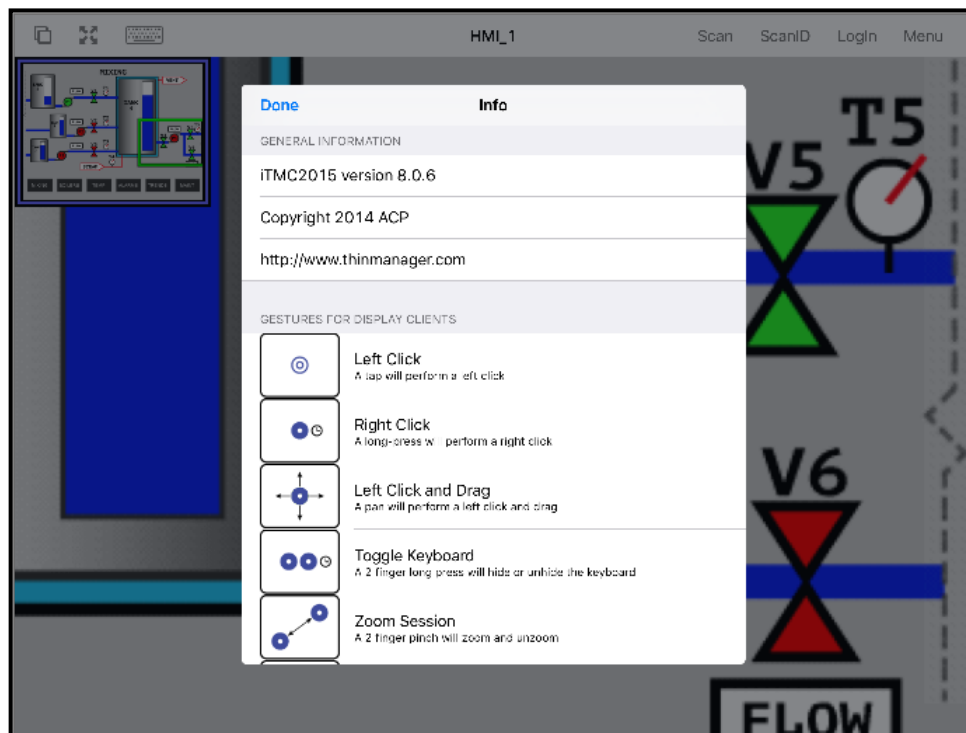 HMI_1
Scan ScanID LogIn Menu
MIXING
Done
Info
GENERAL INFORMATION
iTMC2015 version 8.0.6
Copyright 2014 ACP
http://www.thinmanager.com
GESTURES FOR DISPLAY CLIENTS
Left Click
A tap will perform a left click
Right Click
A long-press will perform a right click
Left Click and Drag
A pan will perform a left click and drag
Toggle Keyboard
A 2 finger long press will hide or unhide the keyboard
Zoom Session
A 2 finger pinch will zoom and unzoom
T5
V5
V6
FLOW